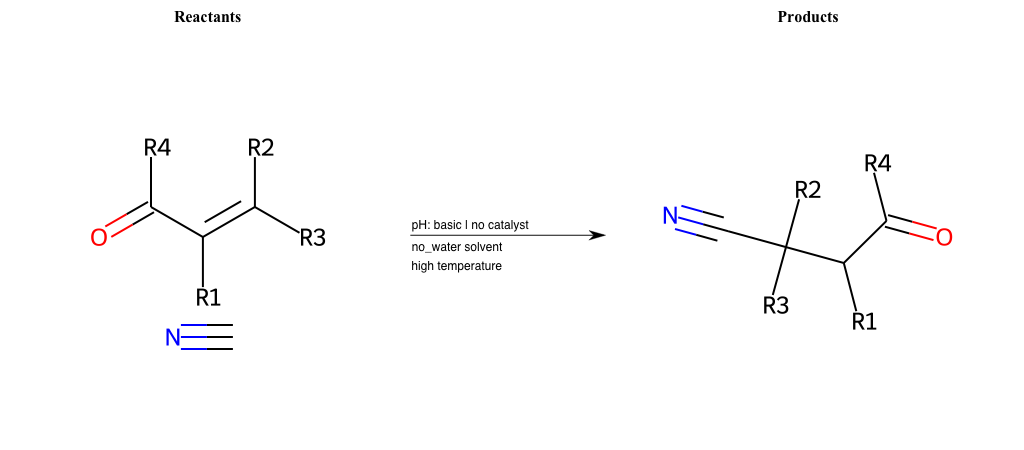 Reactants
Products
R4
R2
O
R3
R1
N
pH: basic | no catalyst
no_water solvent
high temperature
R4
R2
N
O
R3
R1